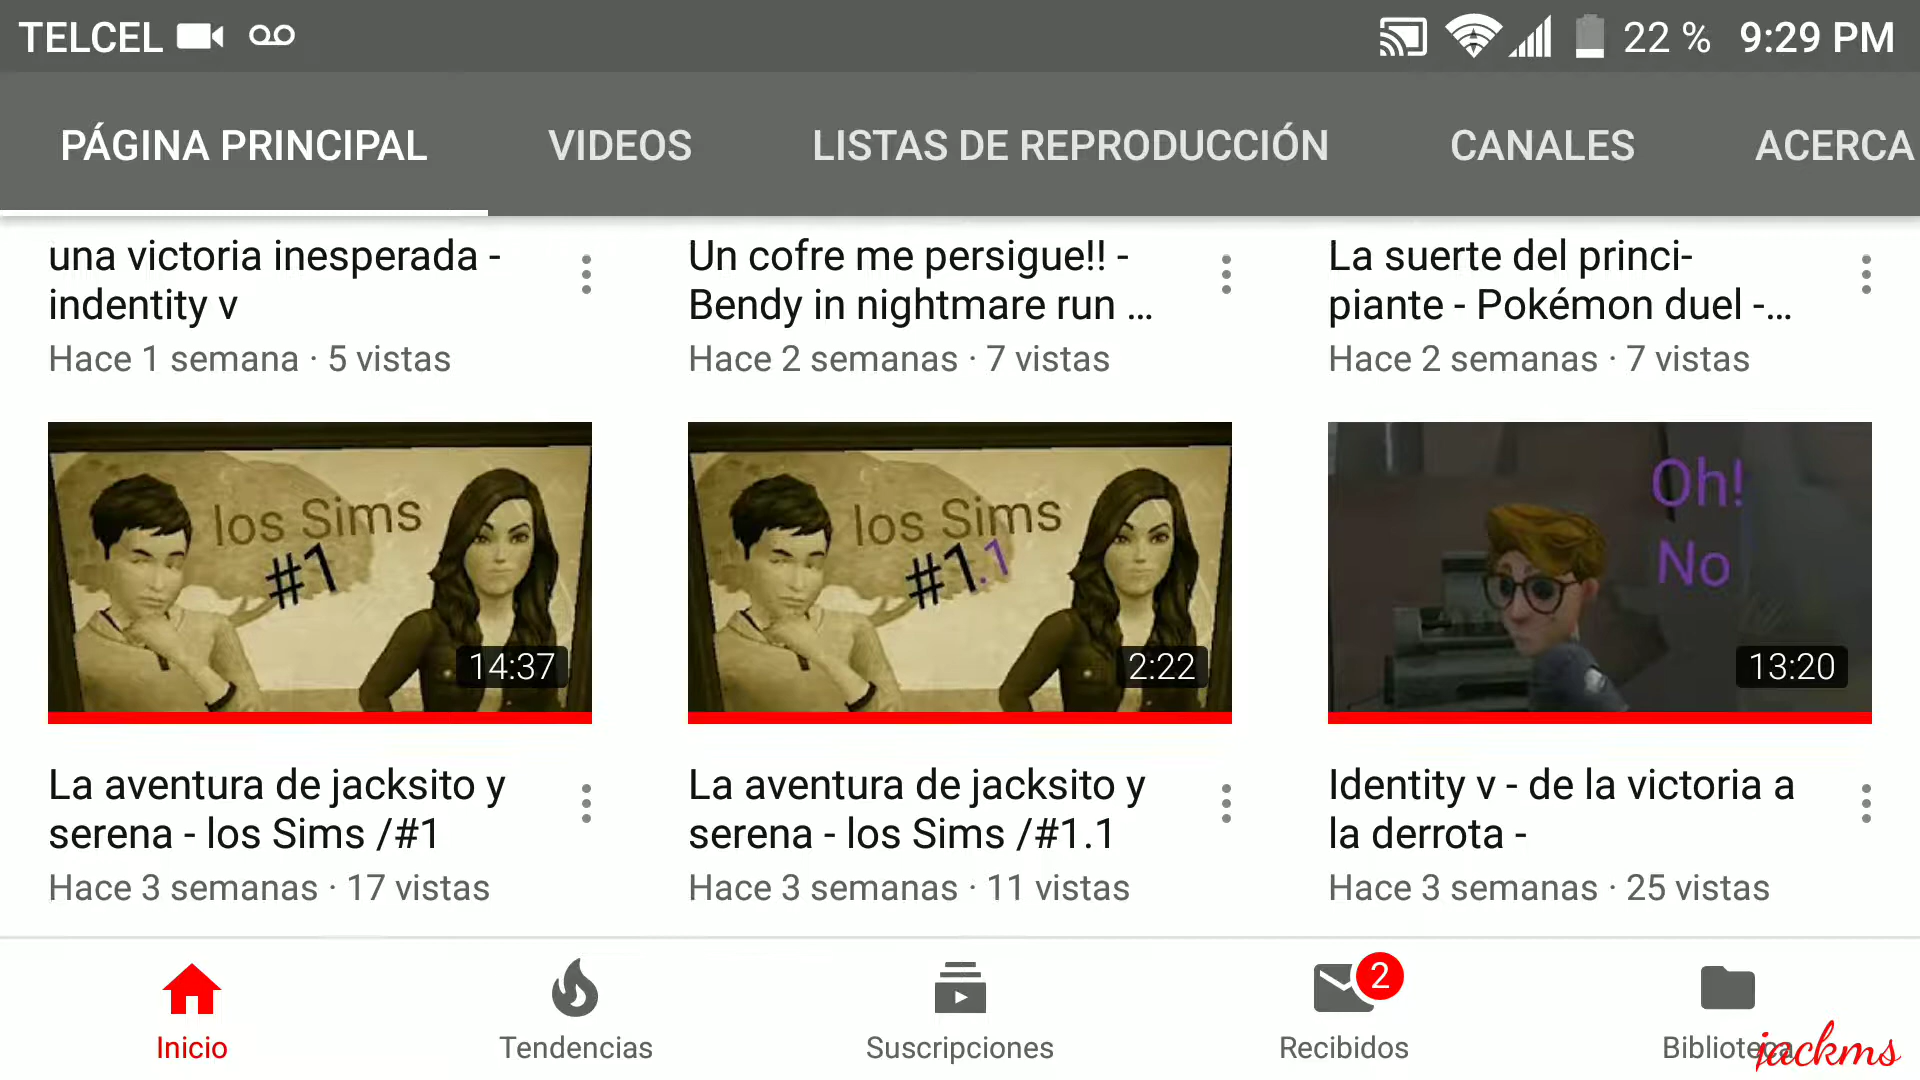 TELCEL 22 % 9:29 PM
PÁGINA PRINCIPAL VIDEOS LISTAS DE REPRODUCCIÓN CANALES ACERCA
una victoria inesperada -
indentity v
Hace 1 semana · 5 vistas
Un cofre me persigue!! -
Bendy in nightmare run ...
Hace 2 semanas · 7 vistas
La suerte del princi-
piante - Pokémon duel -...
Hace 2 semanas · 7 vistas
los Sims
#1
14:37
La aventura de jacksito y
serena - los Sims /#1
Hace 3 semanas · 17 vistas
los Sims
#1.1
2:22
La aventura de jacksito y
serena - los Sims /#1.1
Hace 3 semanas · 11 vistas
Oh!
No
13:20
Identity v - de la victoria a
la derrota -
Hace 3 semanas · 25 vistas
2
Inicio Tendencias Suscripciones Recibidos Biblioteca
jackms